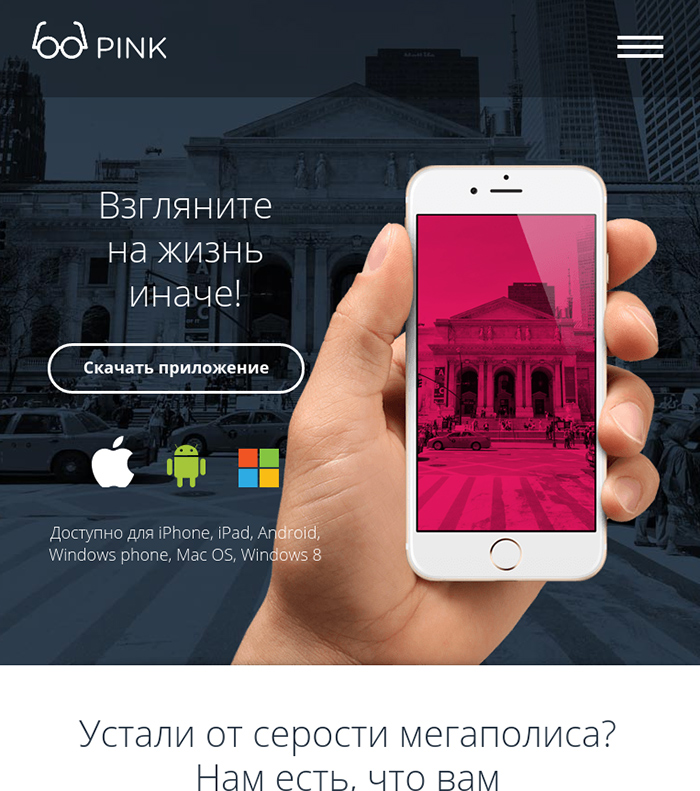 PINK
Взгляните
на жизнь
иначе!
Скачать приложение
Доступно для iPhone, iPad, Android,
Windows phone, Mac OS, Windows 8
Устали от серости мегаполиса?
Нам есть, что вам